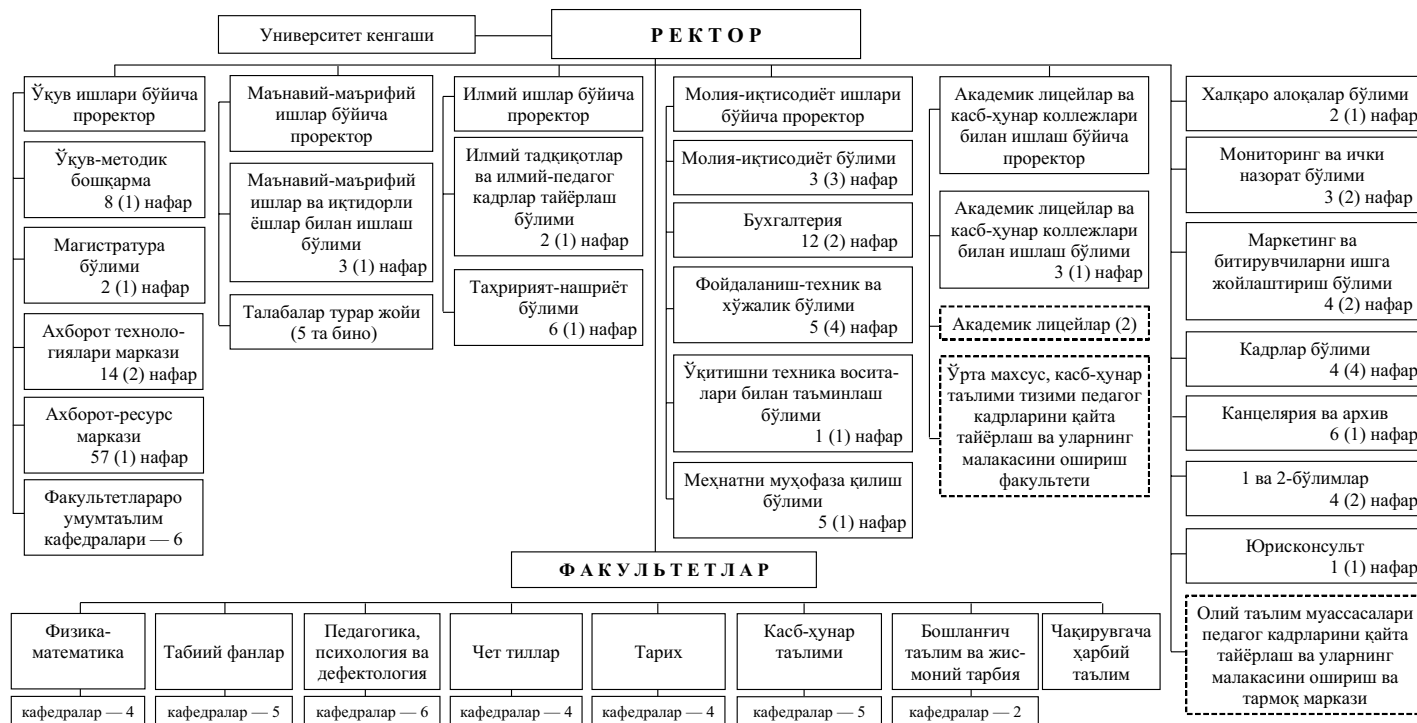 Университет кенгаши
РЕКТОР
Ўқув ишлари бўйича
проректор
Ўқув-методик
бошқарма
8 (1) нафар
Магистратура
бўлими
2 (1) нафар
Ахборот техноло-
гиялари маркази
14 (2) нафар
Ахборот-ресурс
маркази
57 (1) нафар
Факультетлараро
умумтаълим
кафедралари — 6
Маънавий-маърифий
ишлар бўйича
проректор
Маънавий-маърифий
ишлар ва иқтидорли
ёшлар билан ишлаш
бўлими
3 (1) нафар
Талабалар турар жойи
(5 та бино)
Илмий ишлар бўйича
проректор
Илмий тадқиқотлар
ва илмий-педагог
кадрлар тайёрлаш
бўлими
2 (1) нафар
Таҳририят-нашриёт
бўлими
6 (1) нафар
Молия-иқтисодиёт ишлари
бўйича проректор
Молия-иқтисодиёт бўлими
3 (3) нафар
Бухгалтерия
12 (2) нафар
Фойдаланиш-техник ва
хўжалик бўлими
5 (4) нафар
Ўқитишни техника восита-
лари билан таъминлаш
бўлими
1 (1) нафар
Меҳнатни муҳофаза қилиш
бўлими
5 (1) нафар
Академик лицейлар ва
касб-ҳунар коллежлари
билан ишлаш бўйича
проректор
Академик лицейлар ва
касб-ҳунар коллежлари
билан ишлаш бўлими
3 (1) нафар
Академик лицейлар (2)
Ўрта махсус, касб-ҳунар
таълими тизими педагог
кадрларини қайта
тайёрлаш ва уларнинг
малакасини ошириш
факультети
Халқаро алоқалар бўлими
2 (1) нафар
Мониторинг ва ички
назорат бўлими
3 (2) нафар
Маркетинг ва
битирувчиларни ишга
жойлаштириш бўлими
4 (2) нафар
Кадрлар бўлими
4 (4) нафар
Канцелярия ва архив
6 (1) нафар
1 ва 2-бўлимлар
4 (2) нафар
Юрисконсульт
1 (1) нафар
Олий таълим муассасалари
педагог кадрларини қайта
тайёрлаш ва уларнинг
малакасини ошириш ва
тармоқ маркази
ФАКУЛЬТЕТЛАР
Физика-
математика
кафедралар — 4
Табиий фанлар
кафедралар — 5
Педагогика,
психология ва
дефектология
кафедралар — 6
Чет тиллар
кафедралар — 4
Тарих
кафедралар — 4
Касб-ҳунар
таълими
кафедралар — 5
Бошланғич
таълим ва жис-
моний тарбия
кафедралар — 2
Чақирувгача
ҳарбий
таълим